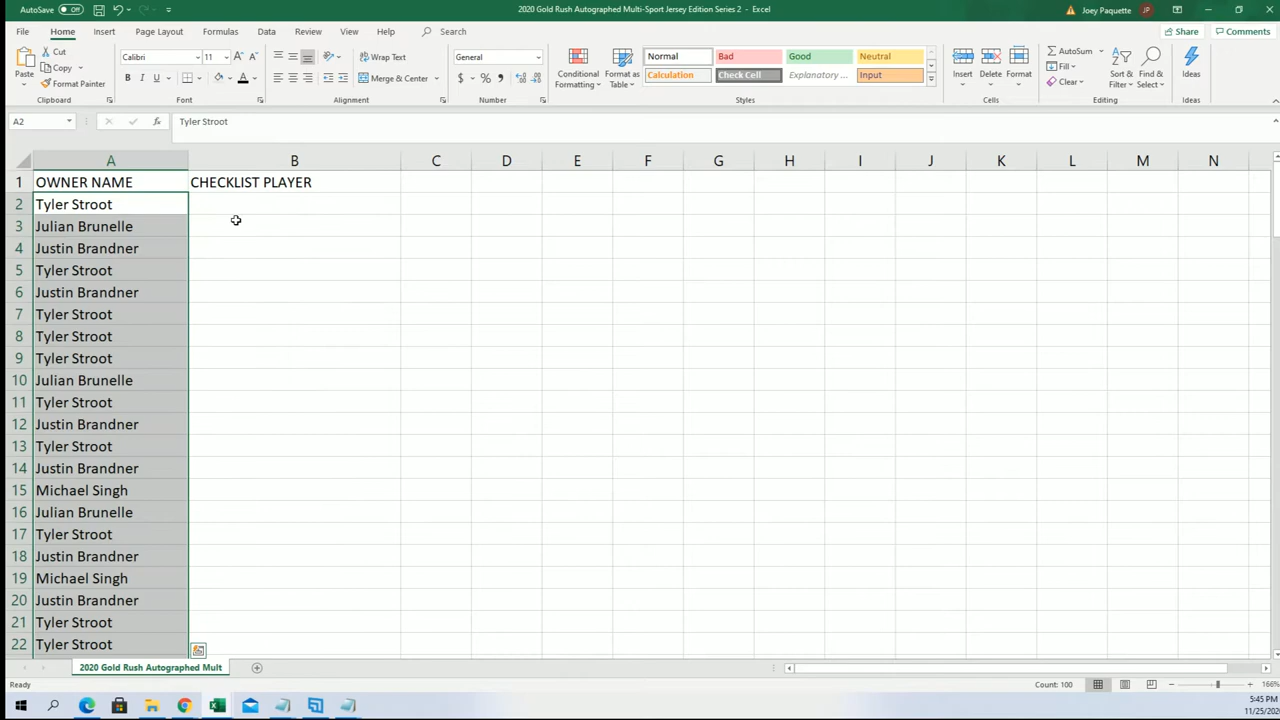 AutoSave Off 2020 Gold Rush Autographed Multi-Sport Jersey Edition Series 2 - Excel Joey Paquette JP
File Home Insert Page Layout Formulas Data Review View Help Search Share Comments
Paste Cut Copy Format Painter Clipboard
Calibri 11 A A B I U A Font
Wrap Text Merge & Center Alignment
General $ % , Number
Conditional Formatting Format as Table
Normal Bad Good Neutral
Calculation Check Cell Explanatory ... Input
Styles
Insert Delete Format Cells
AutoSum Fill Clear Sort & Filter Find & Select Editing
Ideas Ideas
A2 fx Tyler Stroot
A B C D E F G H I J K L M N
1 OWNER NAME CHECKLIST PLAYER
2 Tyler Stroot
3 Julian Brunelle
4 Justin Brandner
5 Tyler Stroot
6 Justin Brandner
7 Tyler Stroot
8 Tyler Stroot
9 Tyler Stroot
10 Julian Brunelle
11 Tyler Stroot
12 Justin Brandner
13 Tyler Stroot
14 Justin Brandner
15 Michael Singh
16 Julian Brunelle
17 Tyler Stroot
18 Justin Brandner
19 Michael Singh
20 Justin Brandner
21 Tyler Stroot
22 Tyler Stroot
2020 Gold Rush Autographed Mult
Ready Count: 100 166%
5:45 PM
11/25/202